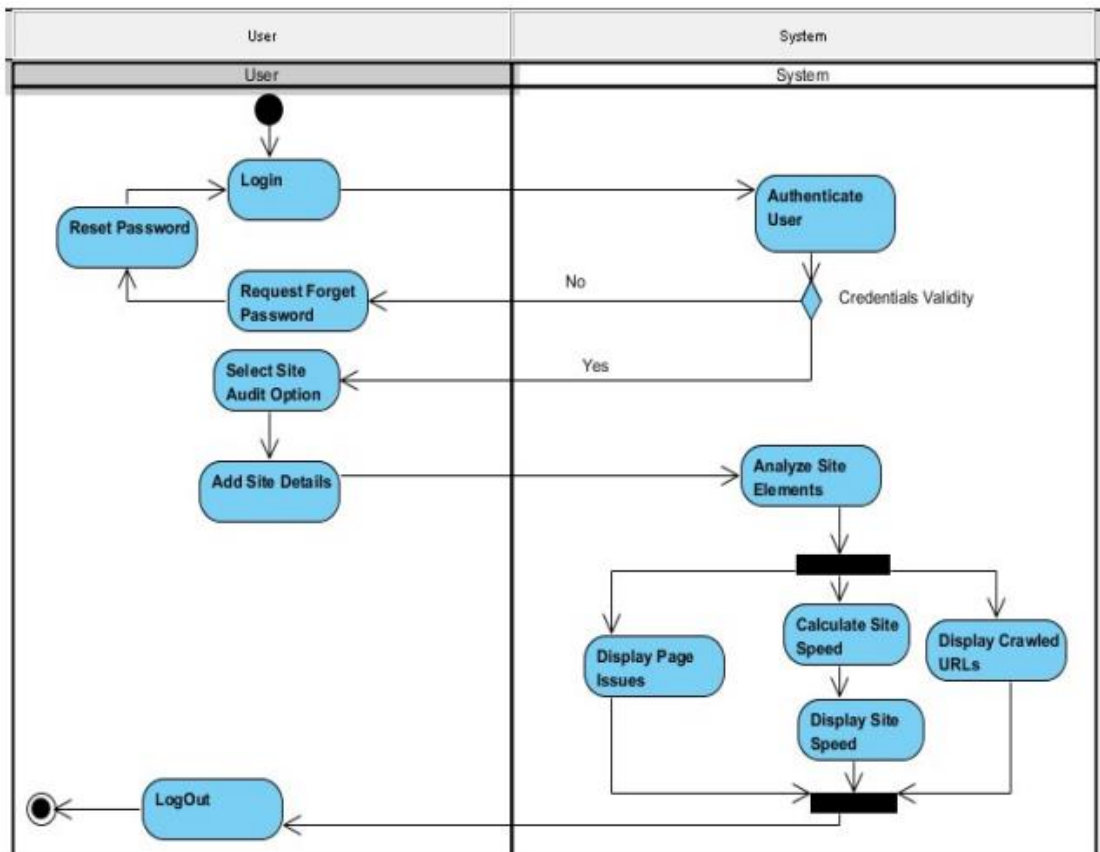 User
System
User
System
Login
Authenticate
User
Reset Password
No
Request Forget
Password
Credentials Validity
Yes
Select Site
Audit Option
Add Site Details
Analyze Site
Elements
Calculate Site
Speed
Display Page
Issues
Display Crawled
URLs
Display Site
Speed
LogOut